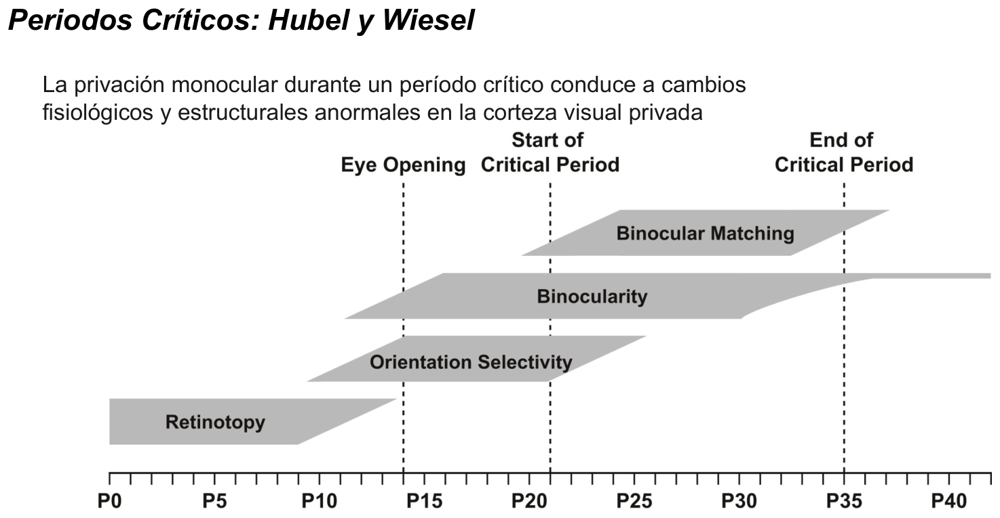 Periodos Críticos: Hubel y Wiesel
La privación monocular durante un período crítico conduce a cambios
fisiológicos y estructurales anormales en la corteza visual privada
Eye Opening
Start of
Critical Period
End of
Critical Period
Binocular Matching
Binocularity
Orientation Selectivity
Retinotopy
P0 P5 P10 P15 P20 P25 P30 P35 P40